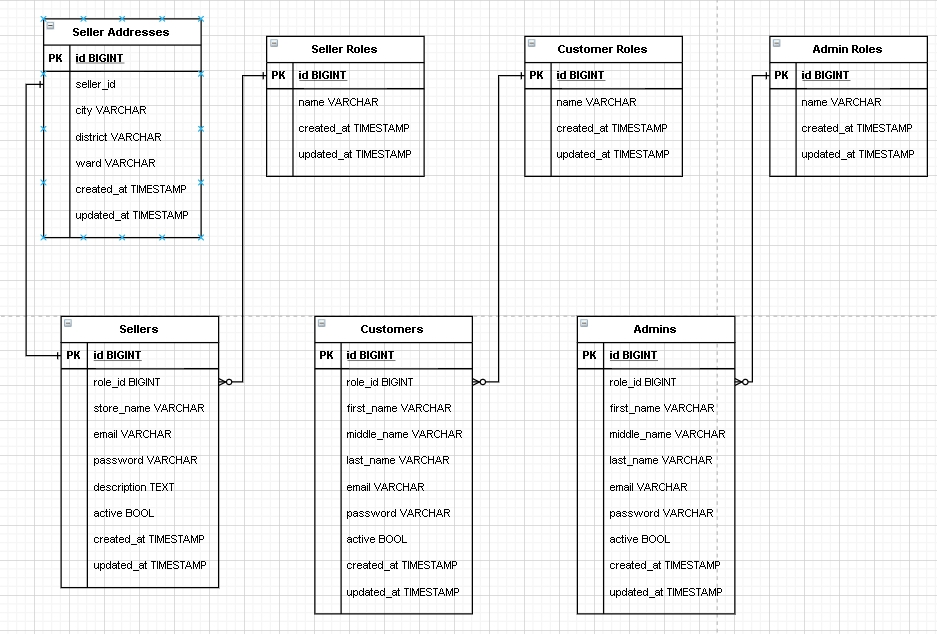 Seller Addresses
PK id BIGINT
seller_id
city VARCHAR
district VARCHAR
ward VARCHAR
created_at TIMESTAMP
updated_at TIMESTAMP
Seller Roles
PK id BIGINT
name VARCHAR
created_at TIMESTAMP
updated_at TIMESTAMP
Customer Roles
PK id BIGINT
name VARCHAR
created_at TIMESTAMP
updated_at TIMESTAMP
Admin Roles
PK id BIGINT
name VARCHAR
created_at TIMESTAMP
updated_at TIMESTAMP
Sellers
PK id BIGINT
role_id BIGINT
store_name VARCHAR
email VARCHAR
password VARCHAR
description TEXT
active BOOL
created_at TIMESTAMP
updated_at TIMESTAMP
Customers
PK id BIGINT
role_id BIGINT
first_name VARCHAR
middle_name VARCHAR
last_name VARCHAR
email VARCHAR
password VARCHAR
active BOOL
created_at TIMESTAMP
updated_at TIMESTAMP
Admins
PK id BIGINT
role_id BIGINT
first_name VARCHAR
middle_name VARCHAR
last_name VARCHAR
email VARCHAR
password VARCHAR
active BOOL
created_at TIMESTAMP
updated_at TIMESTAMP